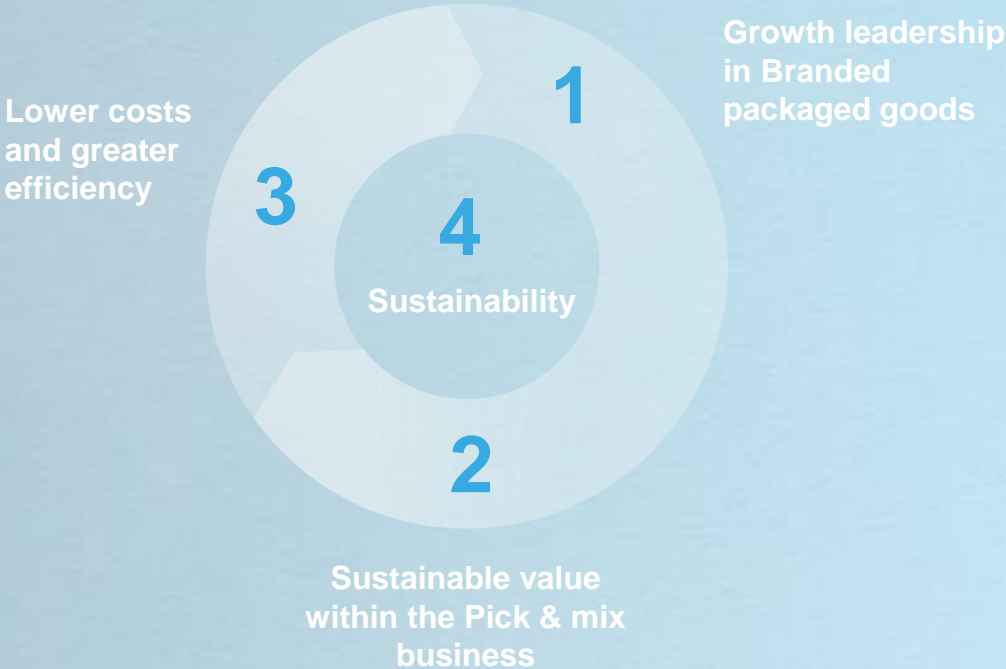 1
Growth leadership
in Branded
packaged goods
2
Sustainable value
within the Pick & mix
business
3
Lower costs
and greater
efficiency
4
Sustainability